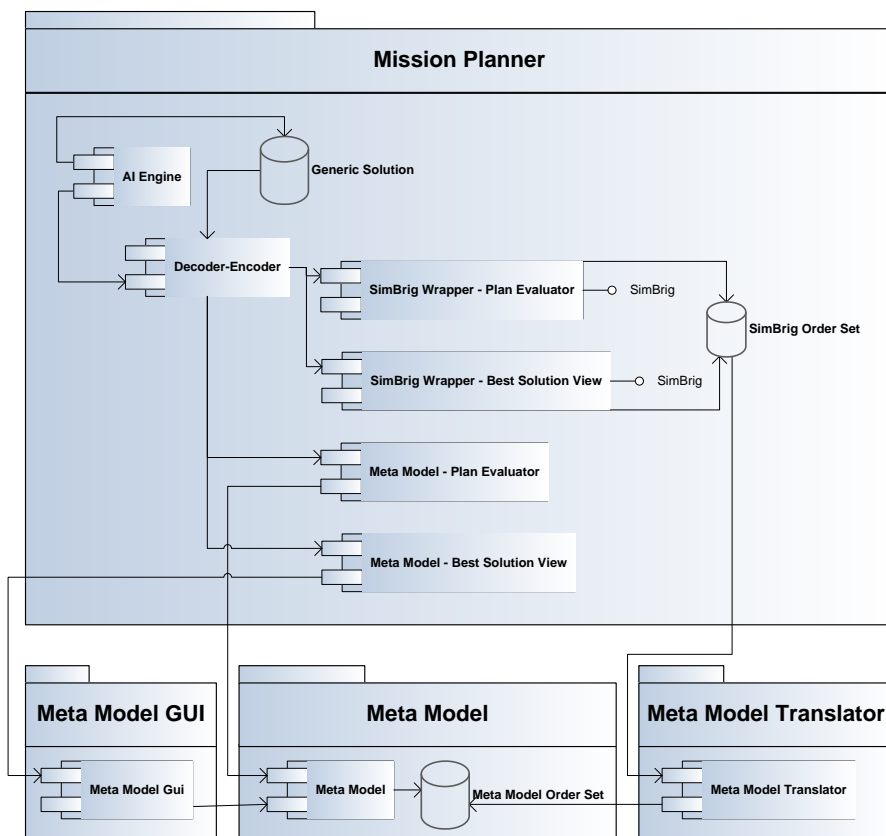 Mission Planner
AI Engine
Generic Solution
Decoder-Encoder
SimBrig Wrapper - Plan Evaluator
SimBrig
SimBrig Order Set
SimBrig Wrapper - Best Solution View
SimBrig
Meta Model - Plan Evaluator
Meta Model - Best Solution View
Meta Model GUI
Meta Model
Meta Model Translator
Meta Model Gui
Meta Model
Meta Model Order Set
Meta Model Translator